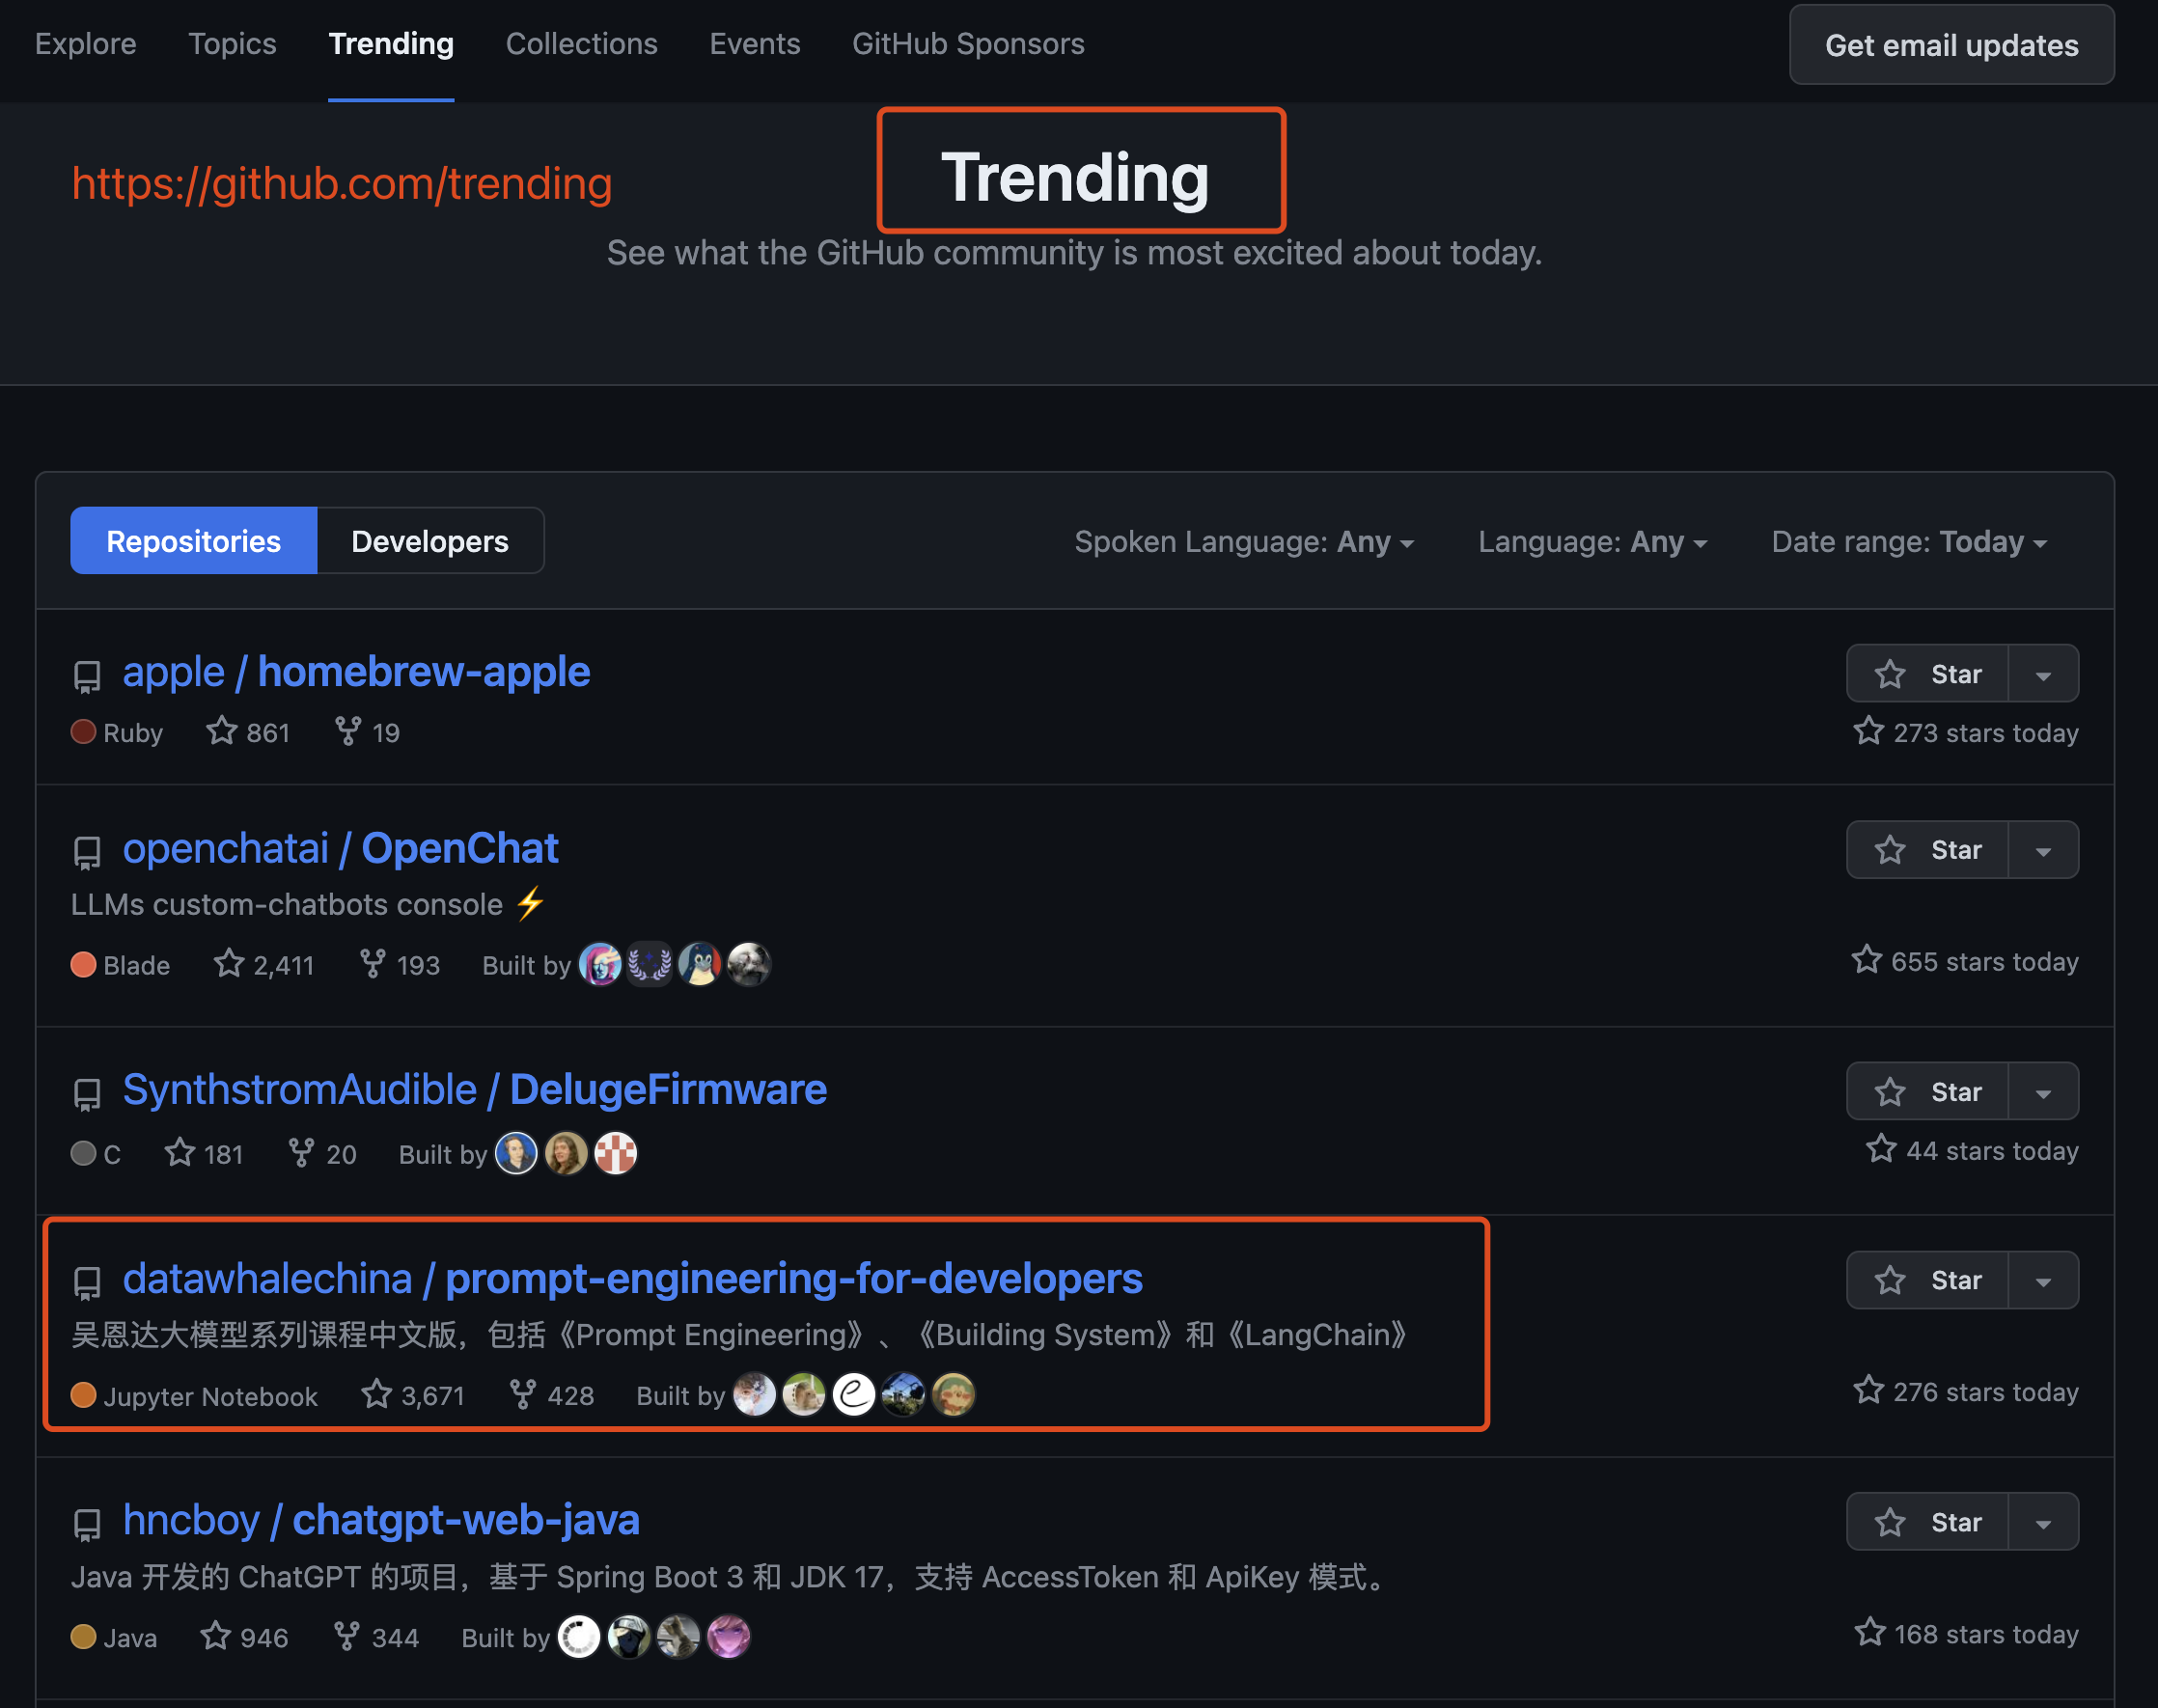 Explore Topics Trending Collections Events GitHub Sponsors Get email updates
https://github.com/trending
Trending
See what the GitHub community is most excited about today.
Repositories Developers Spoken Language: Any Language: Any Date range: Today
apple / homebrew-apple Star
Ruby 861 19 273 stars today
openchatai / OpenChat Star
LLMs custom-chatbots console ⚡
Blade 2,411 193 Built by 655 stars today
SynthstromAudible / DelugeFirmware Star
C 181 20 Built by 44 stars today
datawhalechina / prompt-engineering-for-developers Star
吴恩达大模型系列课程中文版，包括《Prompt Engineering》、《Building System》和《LangChain》
Jupyter Notebook 3,671 428 Built by 276 stars today
hncboy / chatgpt-web-java Star
Java 开发的 ChatGPT 的项目，基于 Spring Boot 3 和 JDK 17，支持 AccessToken 和 ApiKey 模式。
Java 946 344 Built by 168 stars today